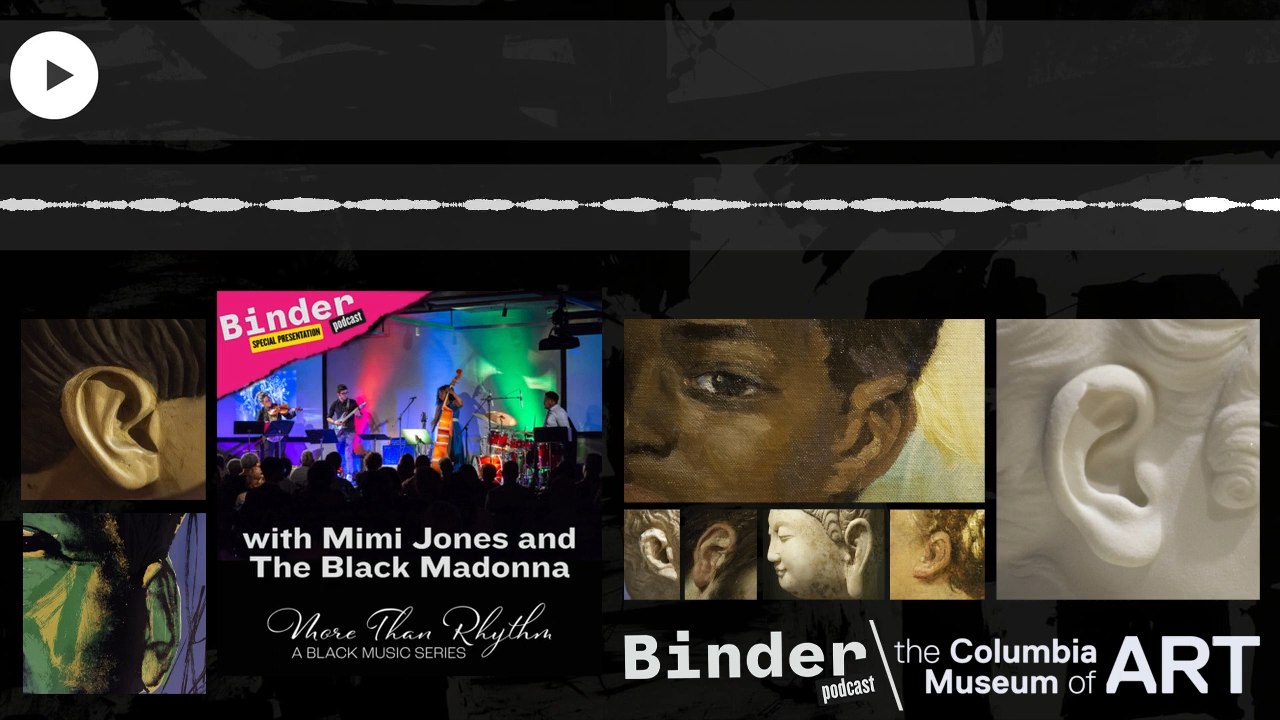 Binder
SPECIAL PRESENTATION
podcast
with Mimi Jones and
The Black Madonna
More Than Rhythm
A BLACK MUSIC SERIES
Binder
podcast
the Columbia
Museum of
ART